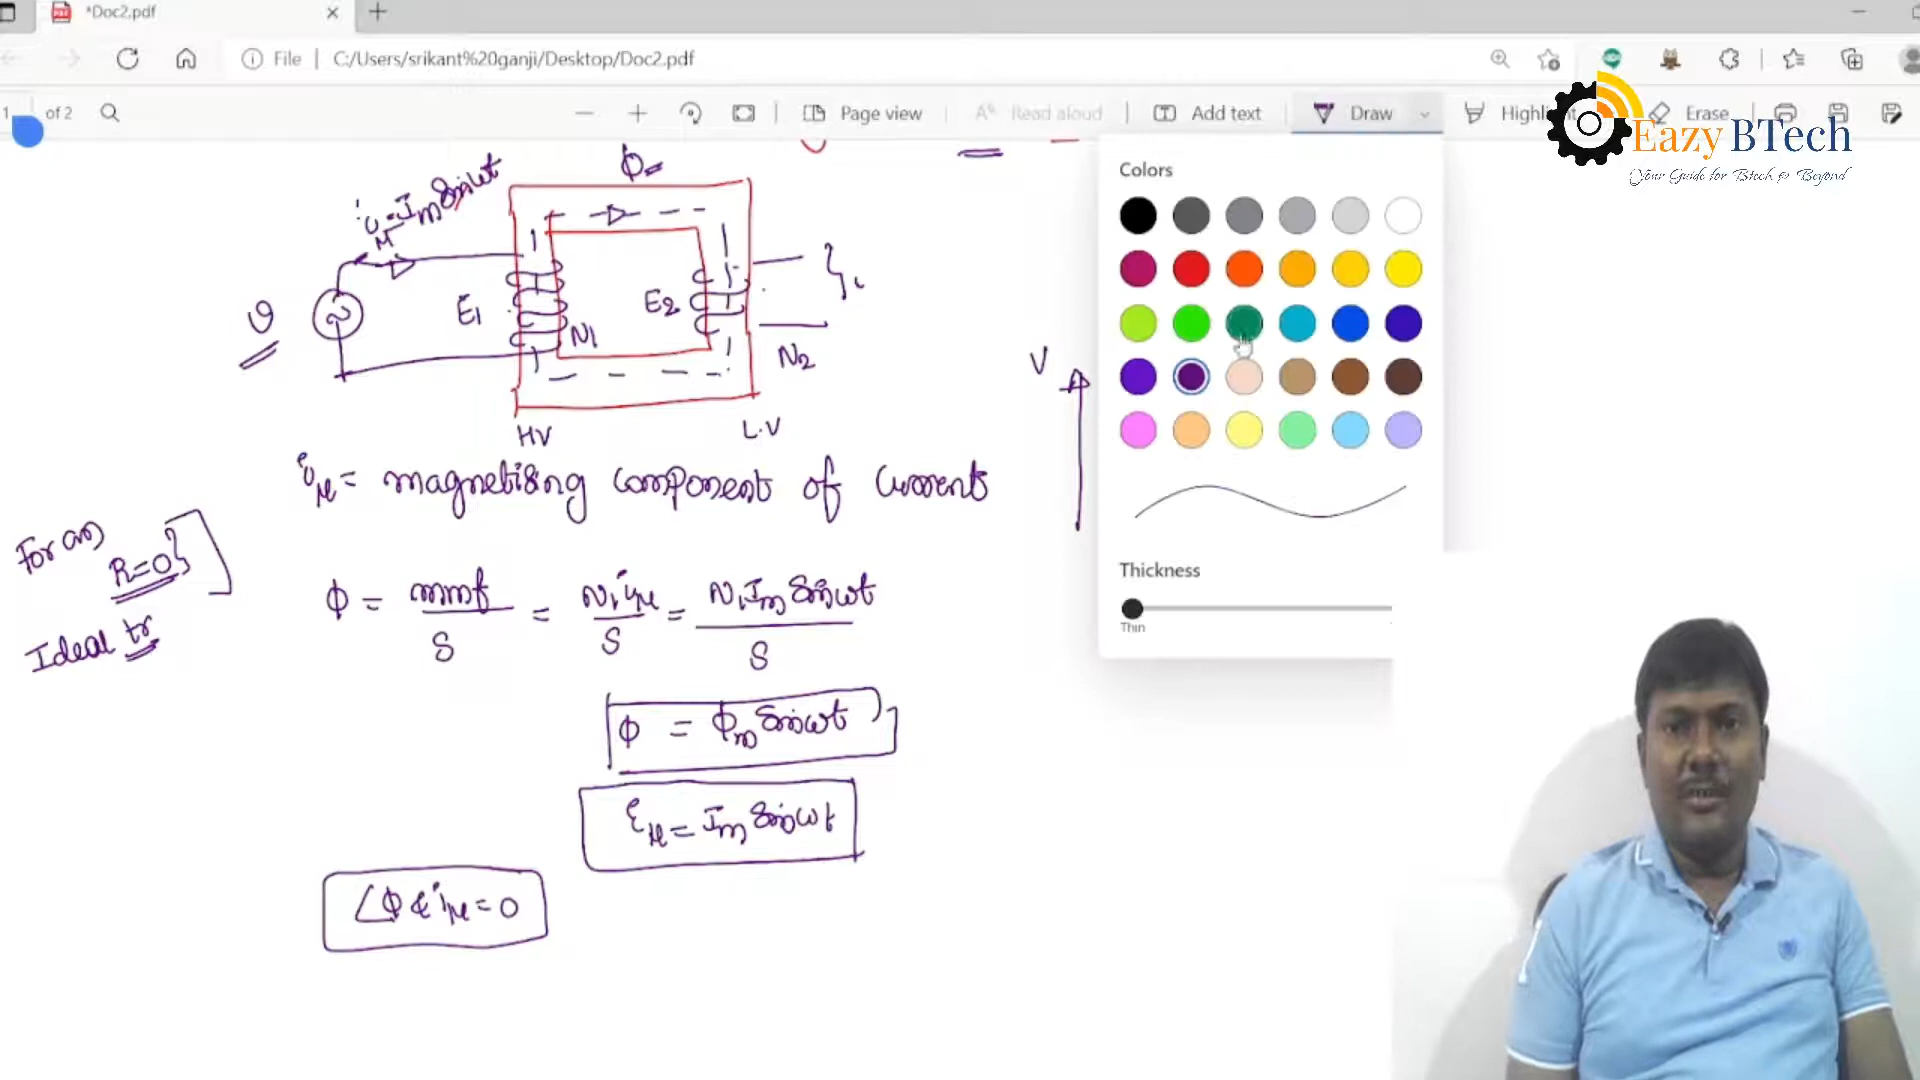 *Doc2.pdf
File | C:/Users/srikant%20ganji/Desktop/Doc2.pdf
1 of 2
Page view
Read aloud
Add text
Draw
Highlight
Erase
Eazy BTech
Your Guide for Btech & Beyond
Colors
Thickness
Thin
ϕ
iμ = Im Sinωt
V
E1
N1
E2
N2
HV
L.V
V
iμ = magnetising component of currents
For an
R=0}
Ideal tr
ϕ = mmf/S = N1iμ/S = N1Im Sinωt/S
ϕ = ϕm Sinωt
iμ = Im Sinωt
∠ϕ & iμ = 0